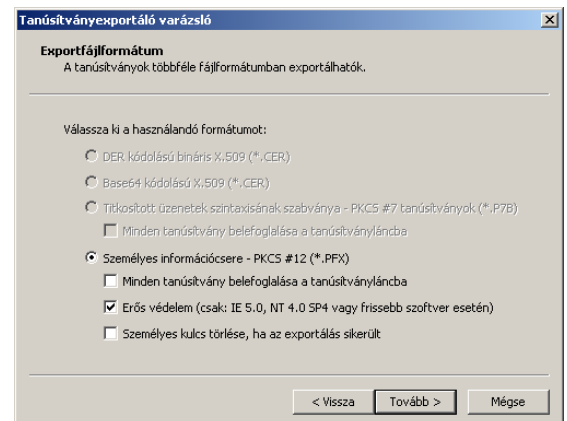 Tanúsítványexportáló varázsló
Exportfájlformátum
A tanúsítványok többféle fájlformátumban exportálhatók.
Válassza ki a használandó formátumot:
DER kódolású bináris X.509 (*.CER)
Base64 kódolású X.509 (*.CER)
Titkosított üzenetek szintaxisának szabványa - PKCS #7 tanúsítványok (*.P7B)
Minden tanúsítvány belefoglalása a tanúsítványláncba
Személyes információcsere - PKCS #12 (*.PFX)
Minden tanúsítvány belefoglalása a tanúsítványláncba
Erős védelem (csak: IE 5.0, NT 4.0 SP4 vagy frissebb szoftver esetén)
Személyes kulcs törlése, ha az exportálás sikerült
< Vissza Tovább > Mégse